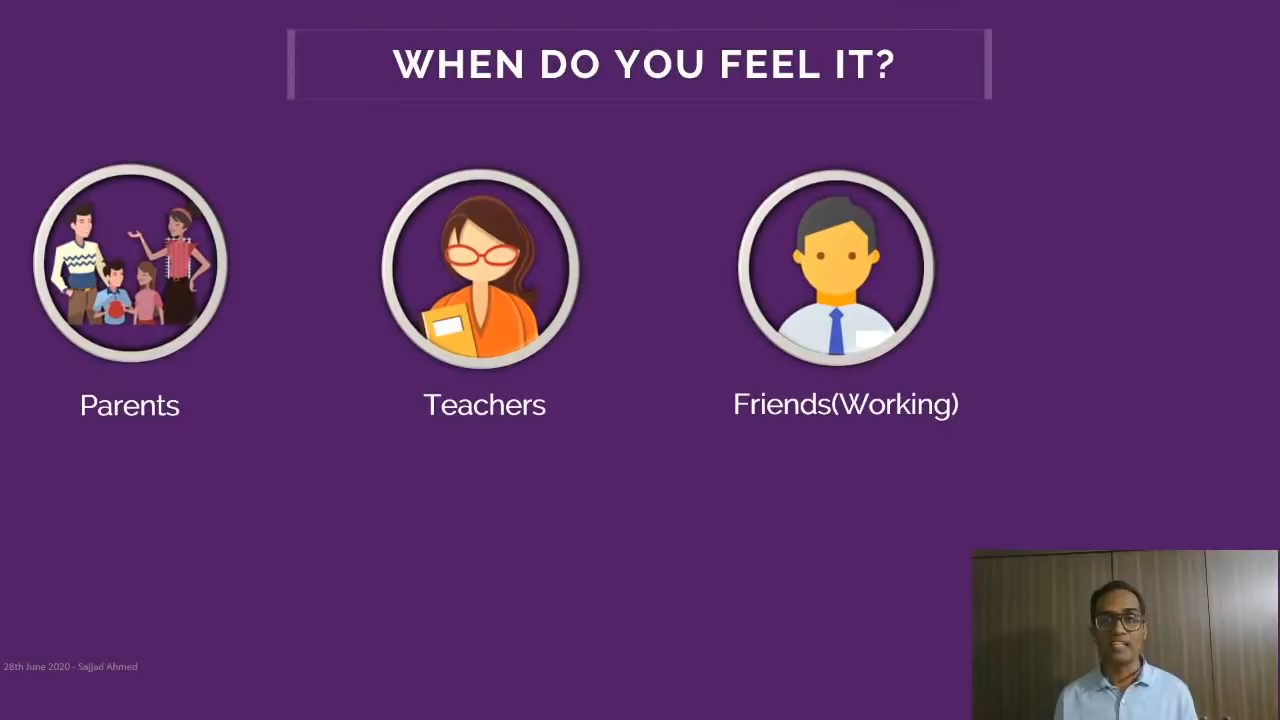 WHEN DO YOU FEEL IT?
Parents
Teachers
Friends(Working)
28th June 2020 - Sajjad Ahmed